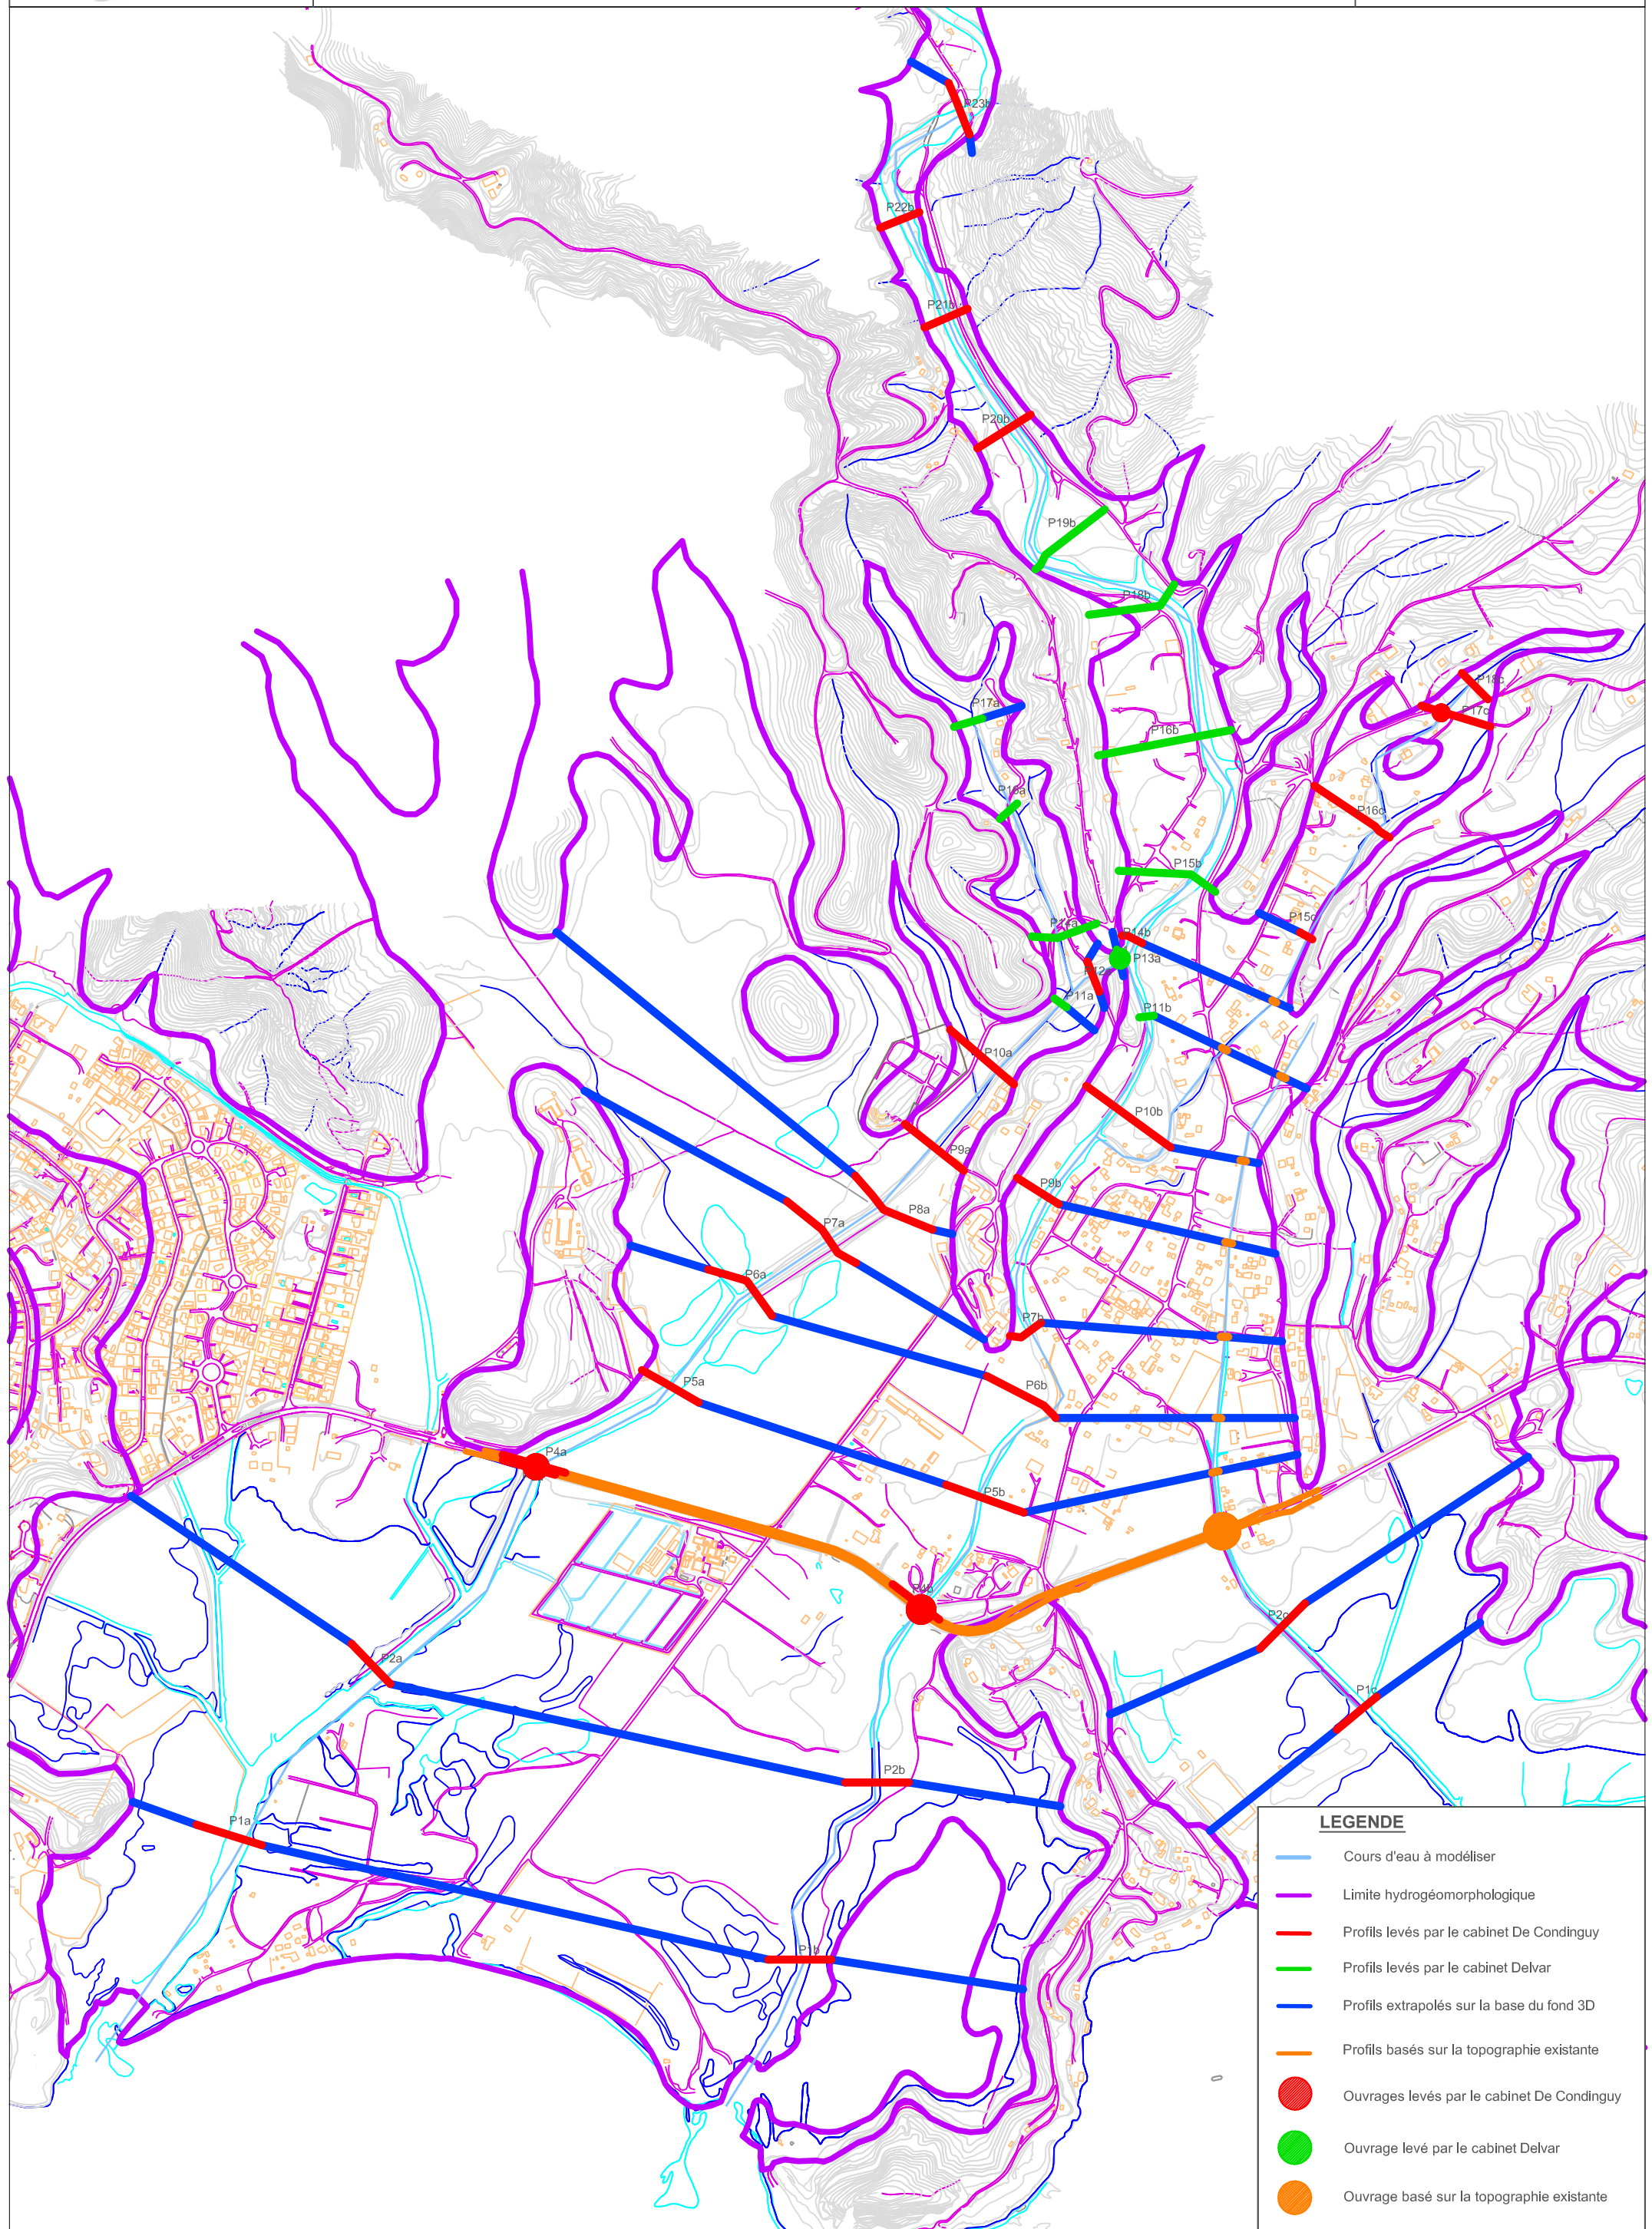 P23b
P22b
P21b
P20b
P19b
P18b
P18c
P17c
P17a
P16b
P16a
P16c
P15b
P15c
P14a
P14b
P13a
P11a
P11b
P10a
P10b
P9a
P9b
P8a
P7a
P6a
P7b
P5a
P6b
P4a
P5b
P4b
P2c
P2a
P1c
P2b
P1a
P1b
LEGENDE
Cours d'eau à modéliser
Limite hydrogéomorphologique
Profils levés par le cabinet De Condinguy
Profils levés par le cabinet Delvar
Profils extrapolés sur la base du fond 3D
Profils basés sur la topographie existante
Ouvrages levés par le cabinet De Condinguy
Ouvrage levé par le cabinet Delvar
Ouvrage basé sur la topographie existante